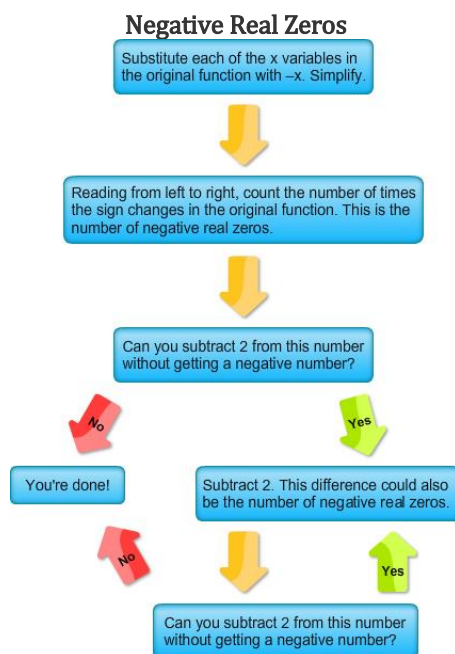 Negative Real Zeros
Substitute each of the x variables in
the original function with –x. Simplify.
Reading from left to right, count the number of times
the sign changes in the original function. This is the
number of negative real zeros.
Can you subtract 2 from this number
without getting a negative number?
No
Yes
You're done!
Subtract 2. This difference could also
be the number of negative real zeros.
No
Yes
Can you subtract 2 from this number
without getting a negative number?